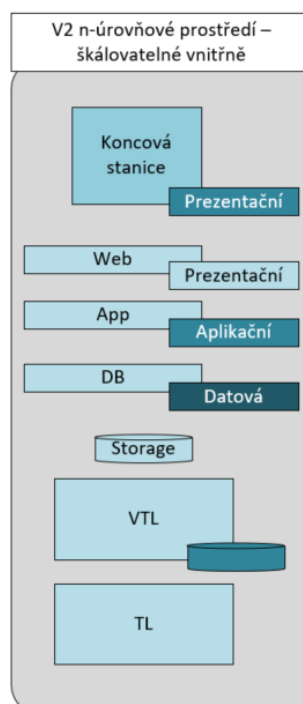 V2 n-úrovňové prostředí –
škálovatelné vnitřně
Koncová
stanice
Prezentační
Web
Prezentační
App
Aplikační
DB
Datová
Storage
VTL
TL